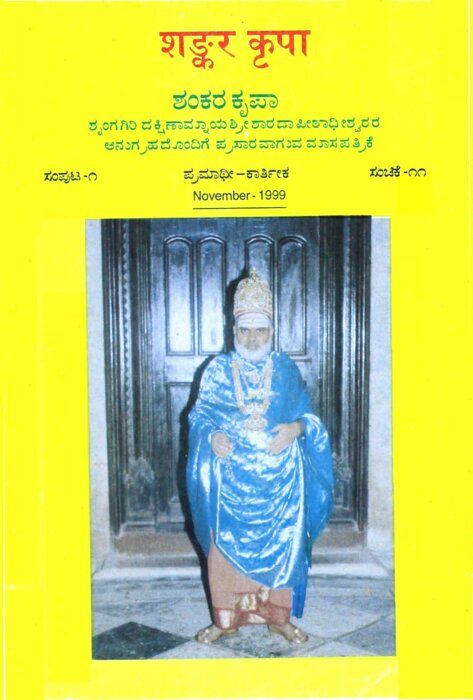 शङ्कर कृपा
ಶಂಕರ ಕೃಪಾ
ಶೃಂಗಗಿರಿ ದಕ್ಷಿಣಾಮ್ನಾಯ ಶ್ರೀ ಶಾರದಾಪೀಠಾಧೀಶ್ವರರ
ಅನುಗ್ರಹದೊಂದಿಗೆ ಪ್ರಸಾರವಾಗುವ ಮಾಸಪತ್ರಿಕೆ
ಸಂಪುಟ-೧ ಪ್ರಮಾಥೀ–ಕಾರ್ತೀಕ ಸಂಚಿಕೆ-೧೧
November - 1999